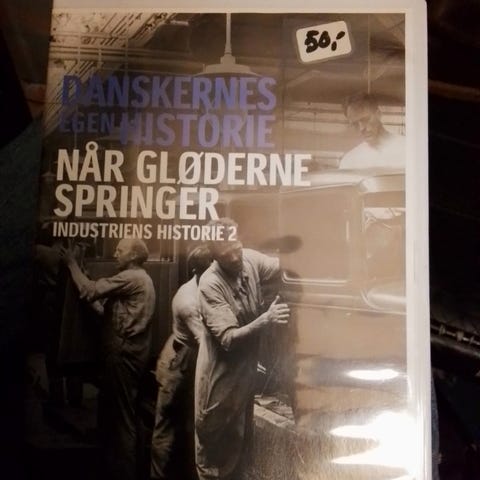 50,-
DANSKERNES
EGEN HISTORIE
NÅR GLØDERNE
SPRINGER
INDUSTRIENS HISTORIE 2